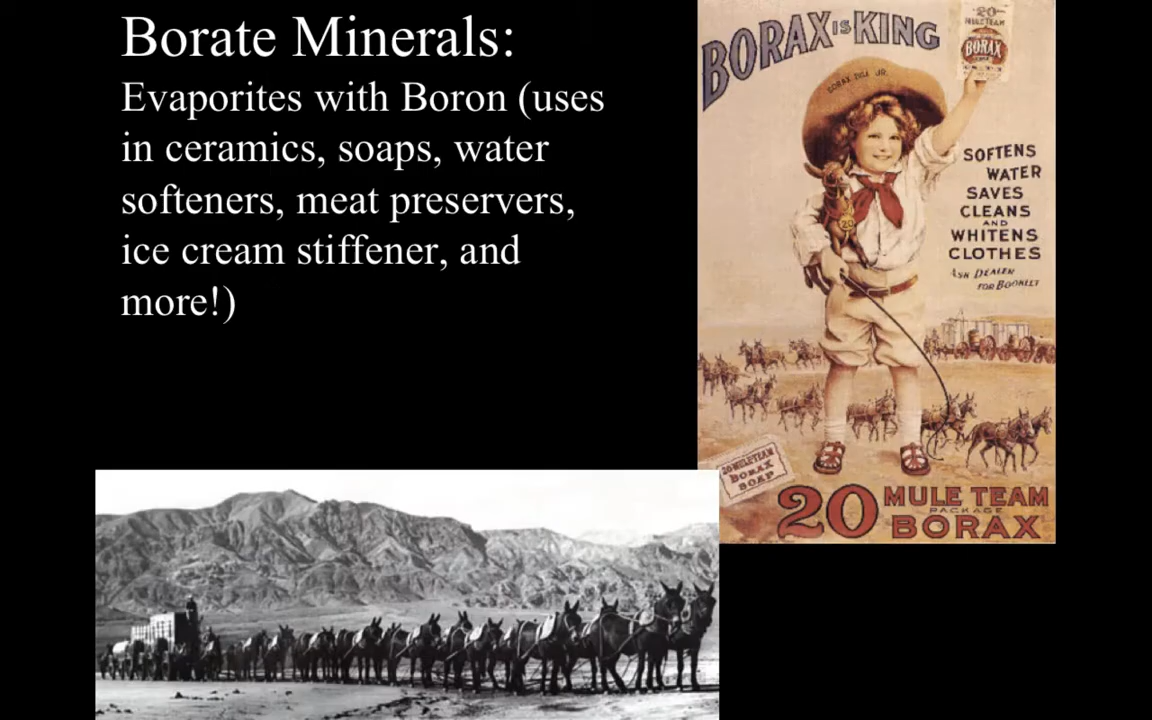 Borate Minerals:
Evaporites with Boron (uses
in ceramics, soaps, water
softeners, meat preservers,
ice cream stiffener, and
more!)
BORAX IS KING
20
MULE TEAM
BORAX
SOFTENS
WATER
SAVES
CLEANS
AND
WHITENS
CLOTHES
ASK DEALER
FOR BOOKLET
20 MULE TEAM
BORAX
SOAP
20 MULE TEAM
PACKAGE
BORAX